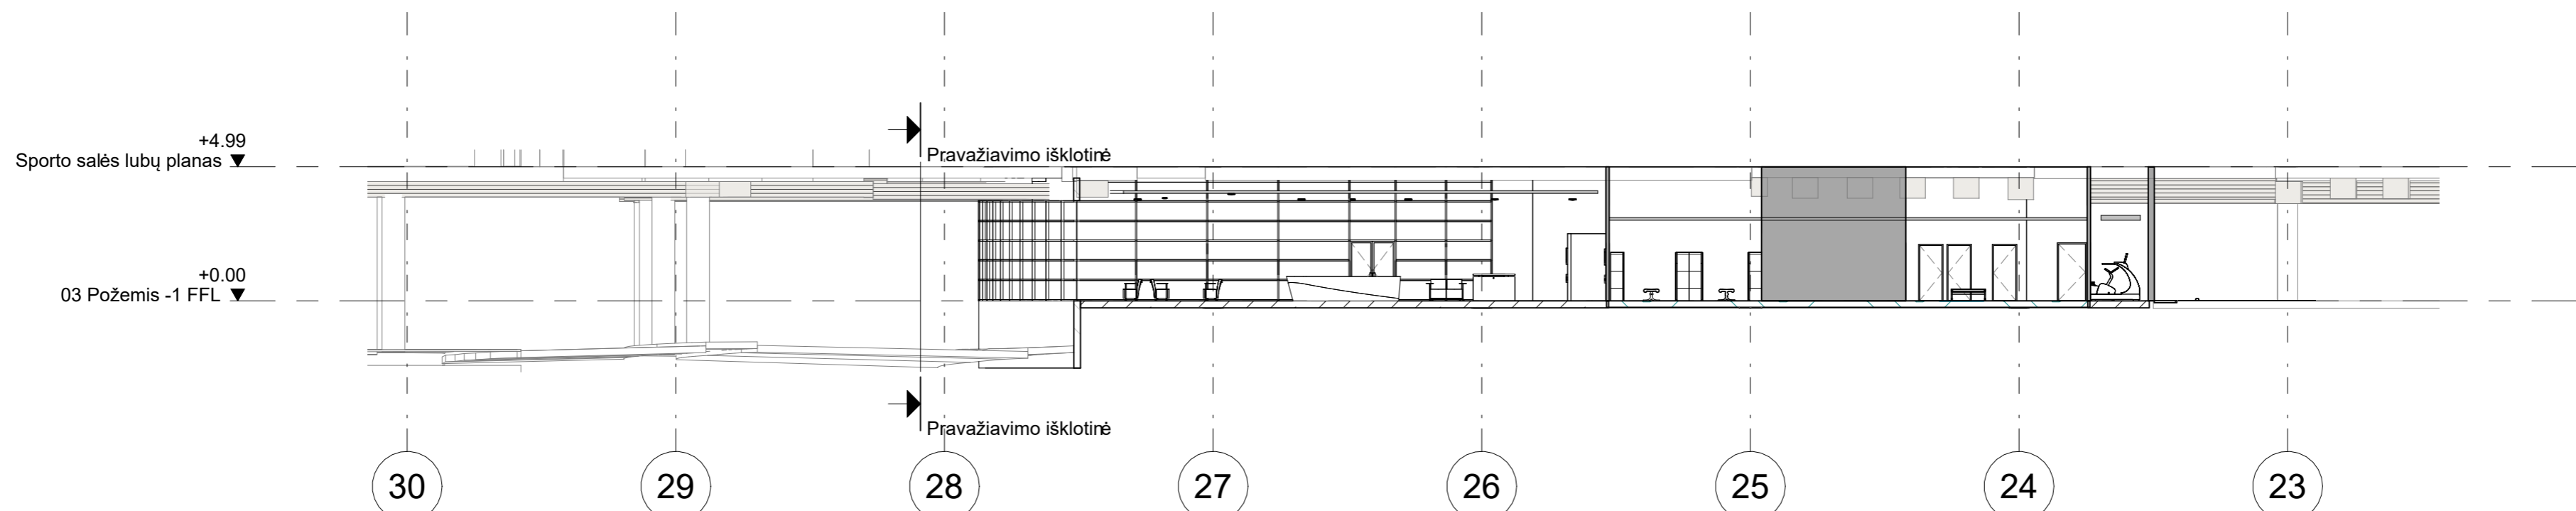 +4.99
Sporto salės lubų planas
Pravažiavimo išklotinė
+0.00
03 Požemis -1 FFL
Pravažiavimo išklotinė
30
29
28
27
26
25
24
23